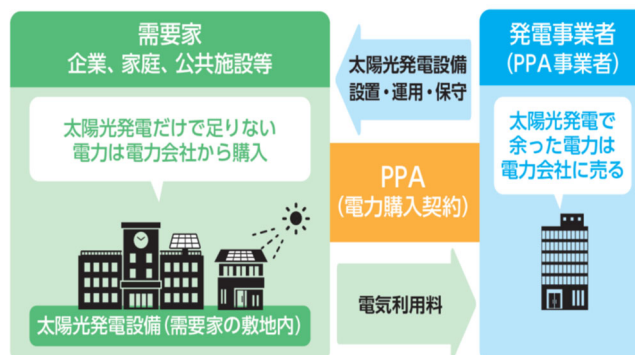 需要家
企業、家庭、公共施設等
太陽光発電だけで足りない
電力は電力会社から購入
太陽光発電設備(需要家の敷地内)
太陽光発電設備
設置・運用・保守
PPA
(電力購入契約)
電気利用料
発電事業者
(PPA事業者)
太陽光発電で
余った電力は
電力会社に売る